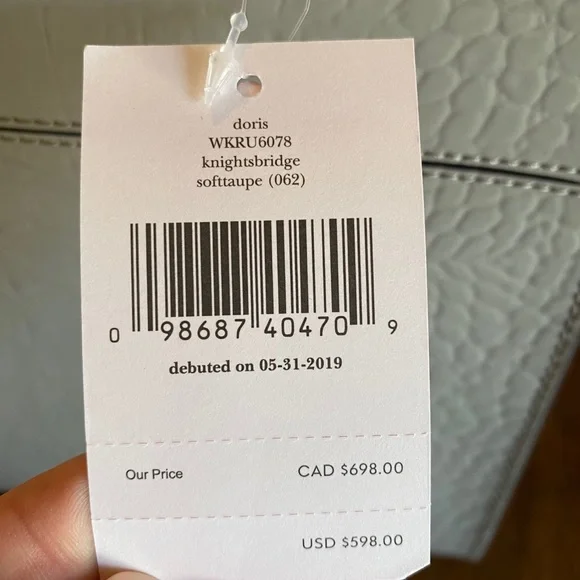 doris
WKRU6078
knightsbridge
softtaupe (062)
0 98687 40470 9
debuted on 05-31-2019
Our Price CAD $698.00
USD $598.00